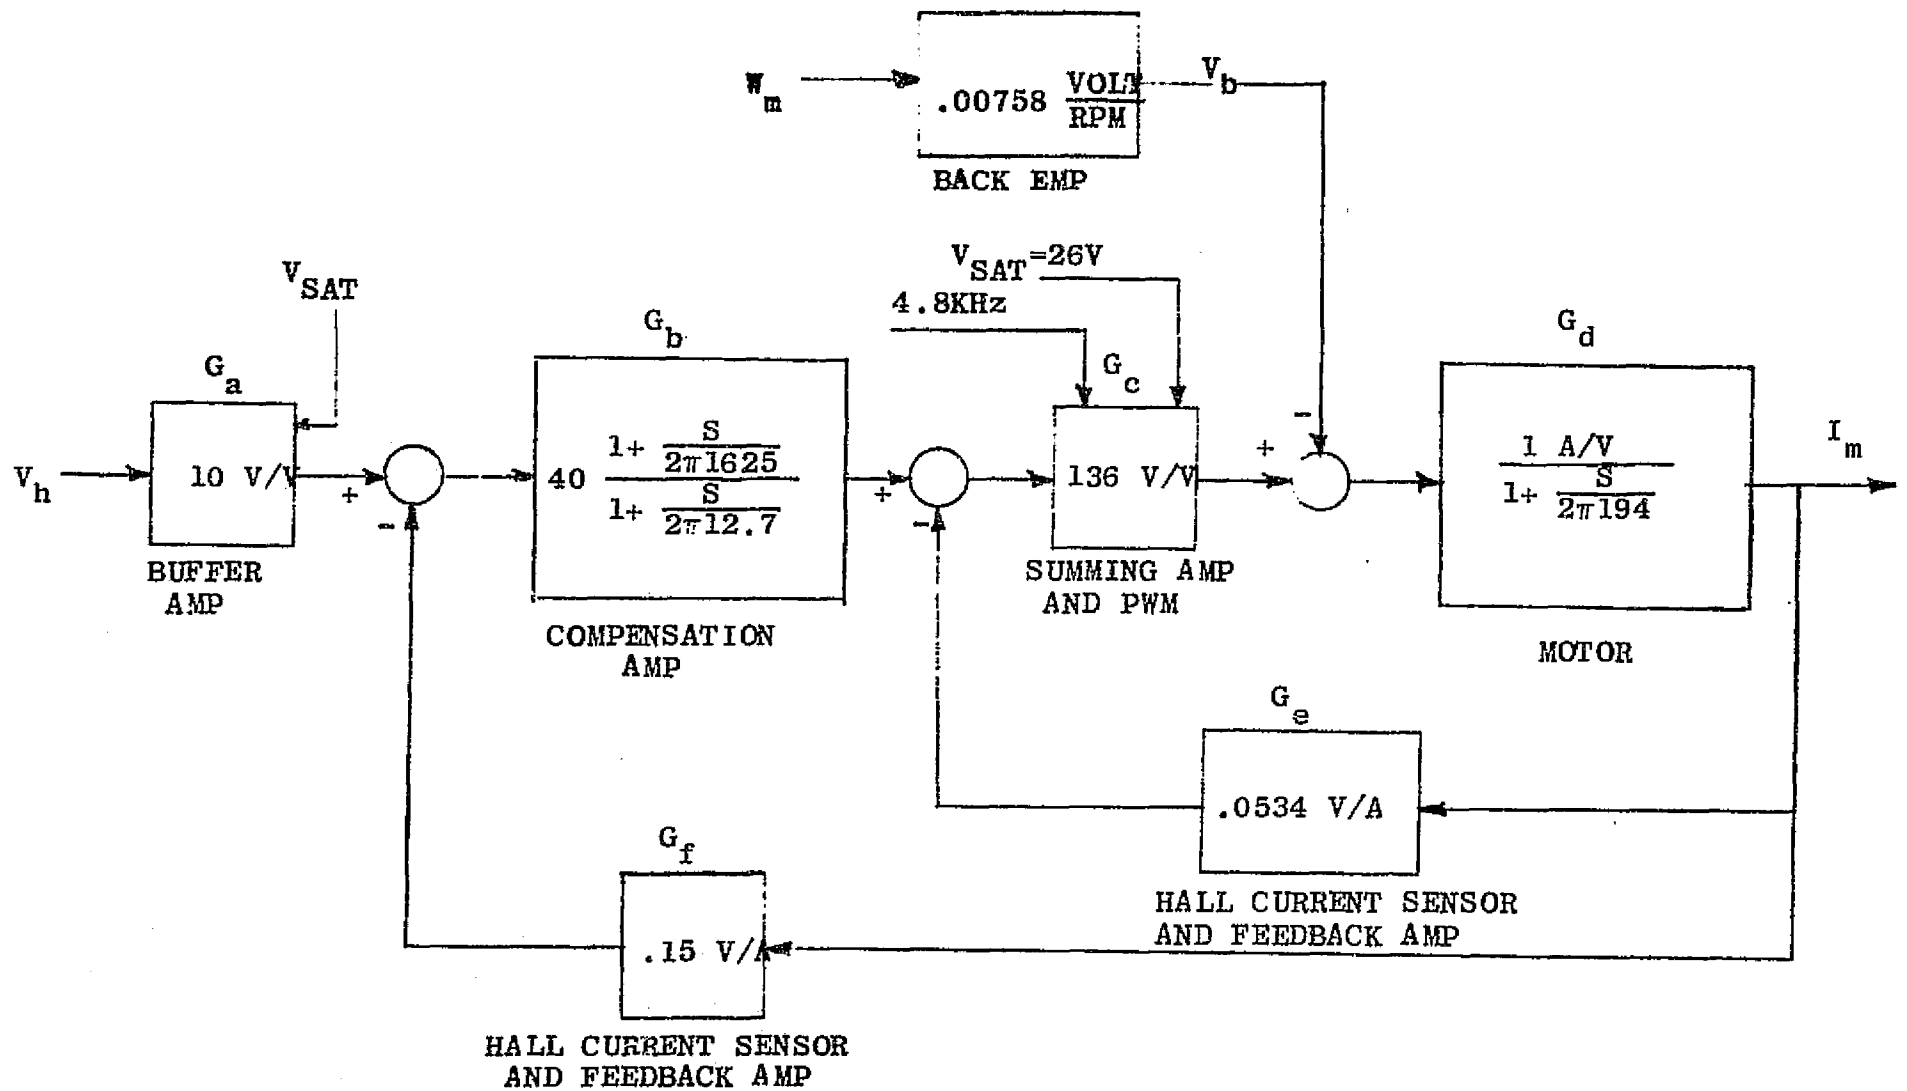 .00758 VOLT
RPM
W_m
V_b
BACK EMP
V_SAT=26V
4.8KHz
V_SAT
G_a
G_b
G_c
G_d
V_h
10 V/V
+
-
40
1+ S
2π1625
1+ S
2π12.7
+
-
136 V/V
+
-
1 A/V
1+ S
2π194
I_m
BUFFER
AMP
COMPENSATION
AMP
SUMMING AMP
AND PWM
MOTOR
G_e
.0534 V/A
HALL CURRENT SENSOR
AND FEEDBACK AMP
G_f
.15 V/A
HALL CURRENT SENSOR
AND FEEDBACK AMP